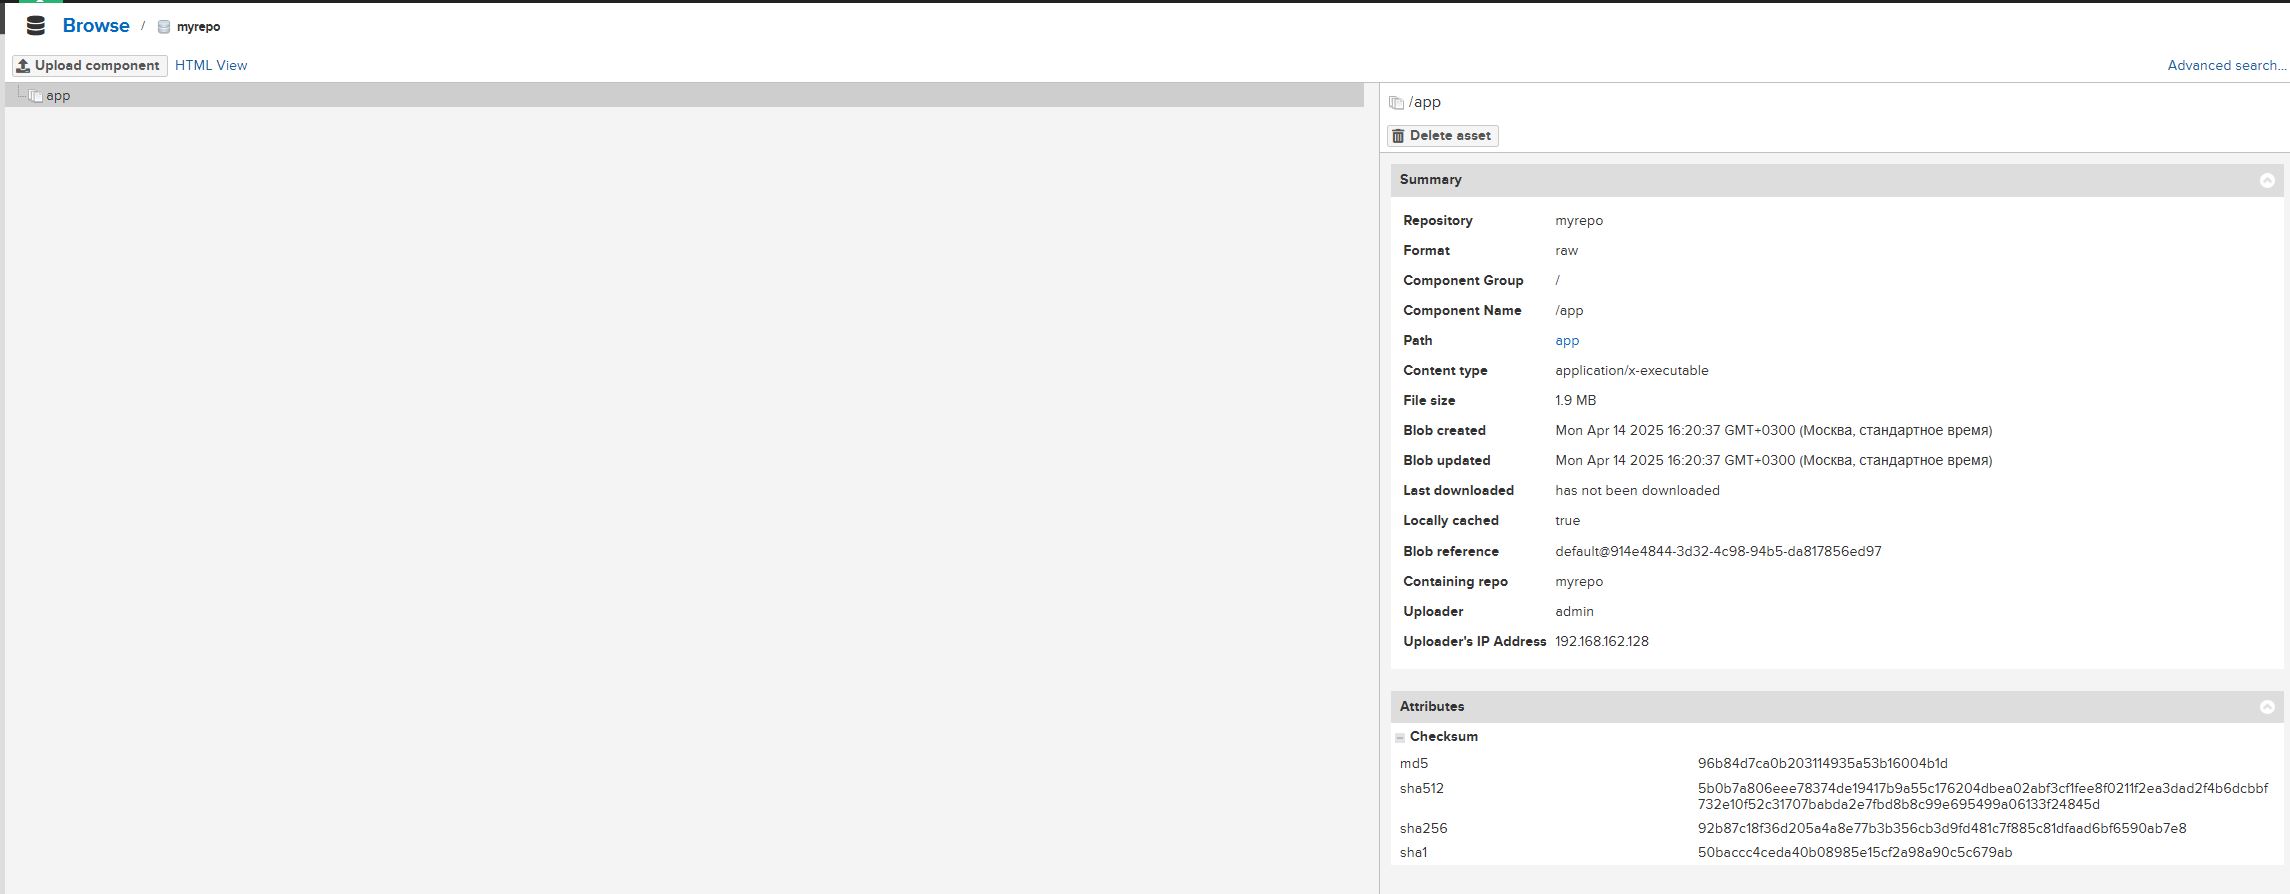 Browse / myrepo
Upload component HTML View Advanced search...
app
/app
Delete asset
Summary
Repository myrepo
Format raw
Component Group /
Component Name /app
Path app
Content type application/x-executable
File size 1.9 MB
Blob created Mon Apr 14 2025 16:20:37 GMT+0300 (Москва, стандартное время)
Blob updated Mon Apr 14 2025 16:20:37 GMT+0300 (Москва, стандартное время)
Last downloaded has not been downloaded
Locally cached true
Blob reference default@914e4844-3d32-4c98-94b5-da817856ed97
Containing repo myrepo
Uploader admin
Uploader's IP Address 192.168.162.128
Attributes
Checksum
md5 96b84d7ca0b203114935a53b16004b1d
sha512 5b0b7a806eee78374de19417b9a55c176204dbea02abf3cf1fee8f0211f2ea3dad2f4b6dcbbf
732e10f52c31707babda2e7fbd8b8c99e695499a06133f24845d
sha256 92b87c18f36d205a4a8e77b3b356cb3d9fd481c7f885c81dfaad6bf6590ab7e8
sha1 50baccc4ceda40b08985e15cf2a98a90c5c679ab